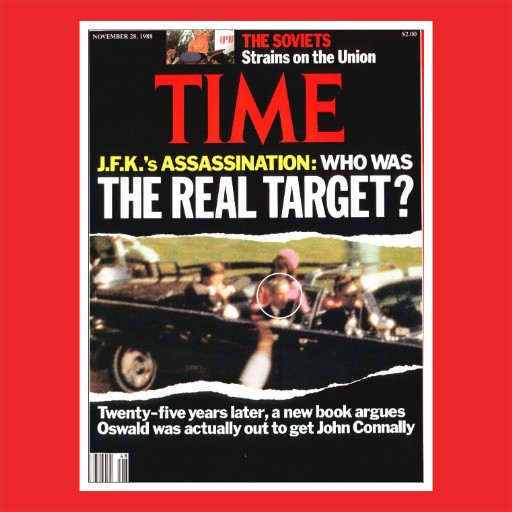 NOVEMBER 28, 1988
THE SOVIETS
$2.00
Strains on the Union
TIME
J.F.K.'s ASSASSINATION: WHO WAS
THE REAL TARGET?
Twenty-five years later, a new book argues
Oswald was actually out to get John Connally